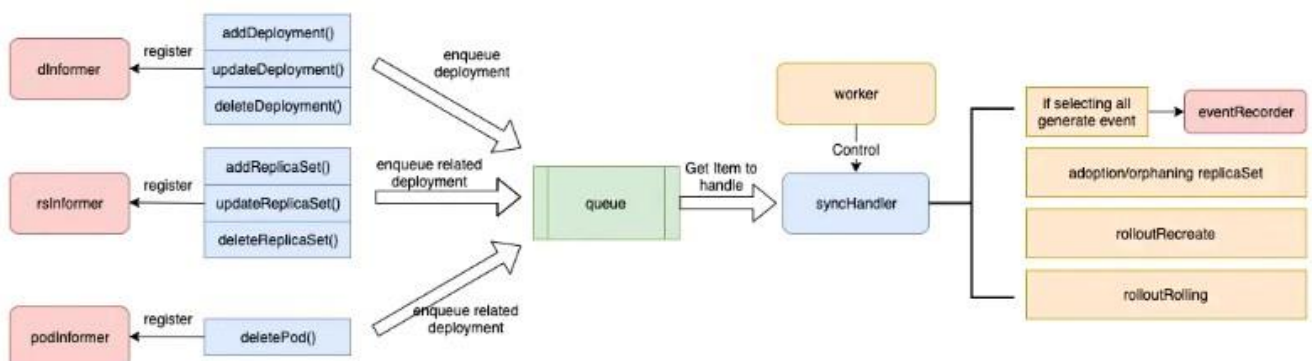 dInformer
register
addDeployment()
updateDeployment()
deleteDeployment()
enqueue
deployment
rsInformer
register
addReplicaSet()
updateReplicaSet()
deleteReplicaSet()
enqueue related
deployment
podInformer
register
deletePod()
enqueue related
deployment
queue
Get Item to
handle
worker
Control
syncHandler
if selecting all
generate event
eventRecorder
adoption/orphaning replicaSet
rolloutRecreate
rolloutRolling